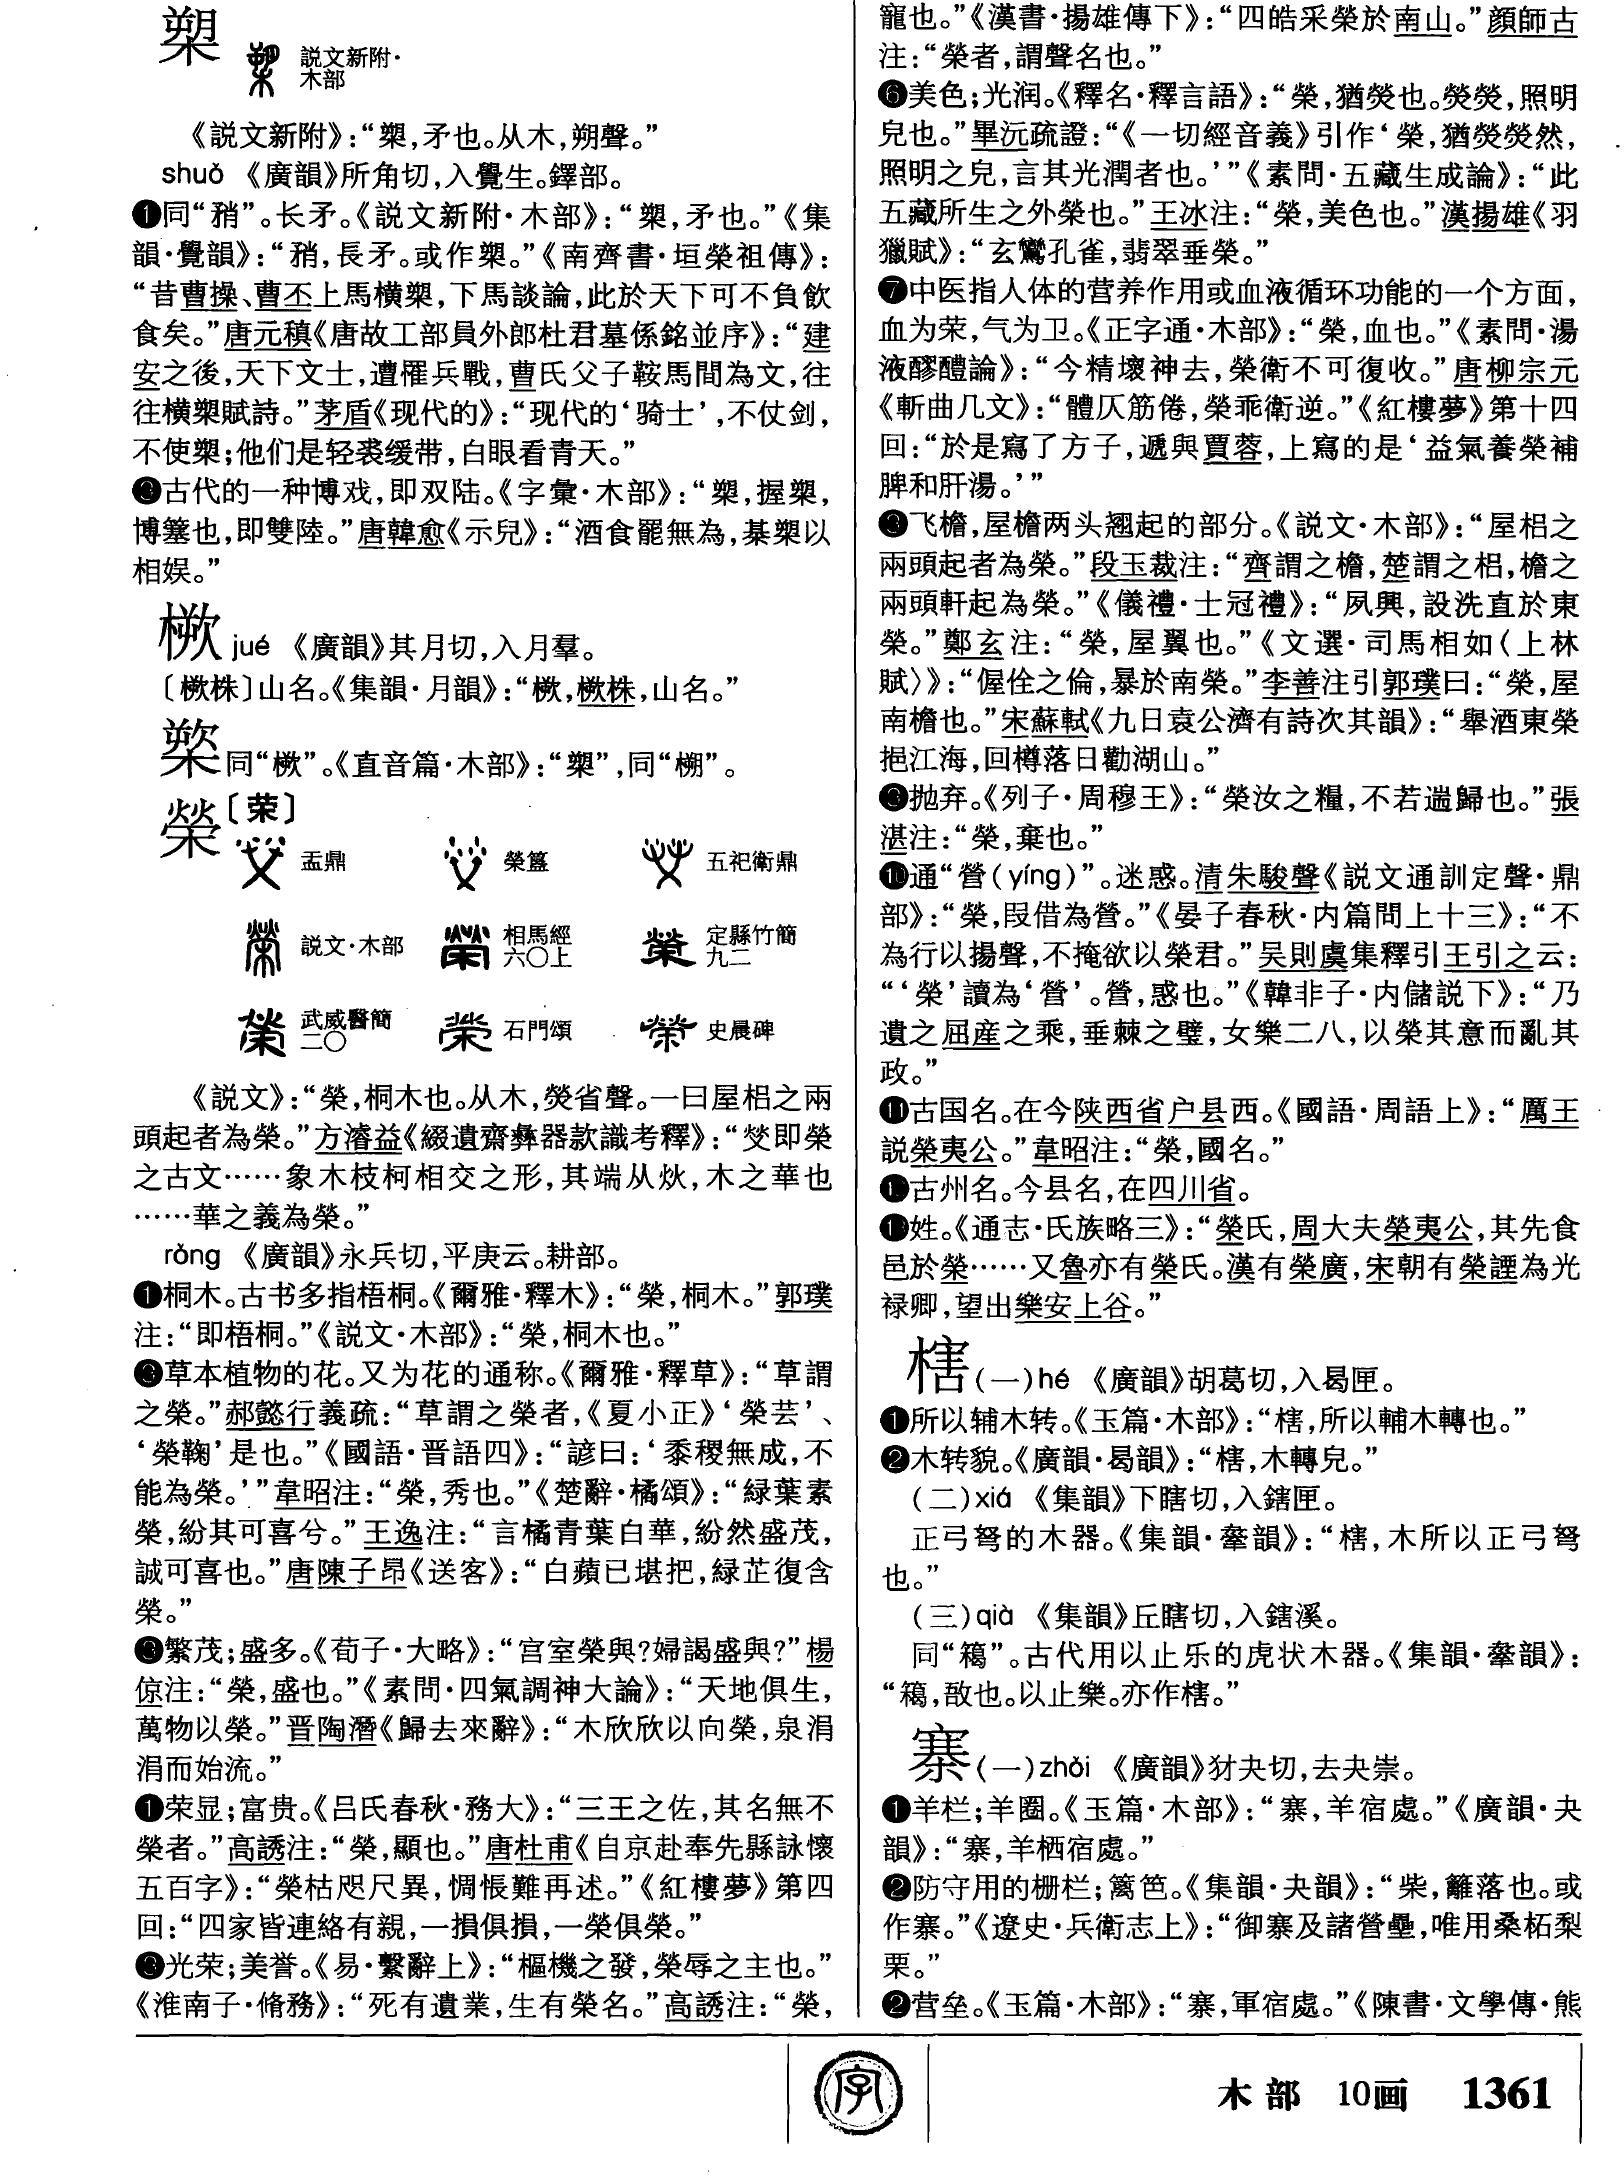 槊
説文新附·
木部
《説文新附》：“槊，矛也。从木，朔聲。”
shuò 《廣韻》所角切，入覺生。鐸部。
❶同“矟”。长矛。《説文新附·木部》：“槊，矛也。”《集
韻·覺韻》：“矟，長矛。或作槊。”《南齊書·垣榮祖傳》：
“昔曹操、曹丕上馬横槊，下馬談論，此於天下可不負飲
食矣。”唐元稹《唐故工部員外郎杜君墓係銘並序》：“建
安之後，天下文士，遭罹兵戰，曹氏父子鞍馬間為文，往
往横槊賦詩。”茅盾《现代的》：“现代的‘骑士’，不仗剑，
不使槊；他们是轻裘缓带，白眼看青天。”
古代的一种博戏，即双陆。《字彙·木部》：“槊，握槊，
博簺也，即雙陸。”唐韓愈《示兒》：“酒食罷無為，棊槊以
相娱。”
橛 jué 《廣韻》其月切，入月羣。
〔株〕山名。《集韻·月韻》：“株，山名。”
同“”。《直音篇·木部》：“槊”，同“槊”。
榮〔荣〕
盂鼎 榮簋 五祀衛鼎
説文·木部 相馬經六〇上 定縣竹簡九二
武威醫簡二〇 石門頌 史晨碑
《説文》：“榮，桐木也。从木，熒省聲。一曰屋梠之兩
頭起者為榮。”方濬益《綴遺齋彝器款識考釋》：“即榮
之古文……象木枝柯相交之形，其端从炏，木之華也
……華之義為榮。”
róng 《廣韻》永兵切，平庚云。耕部。
❶桐木。古书多指梧桐。《爾雅·釋木》：“榮，桐木。”郭璞
注：“即梧桐。”《説文·木部》：“榮，桐木也。”
草本植物的花。又为花的通称。《爾雅·釋草》：“草謂
之榮。”郝懿行義疏：“草謂之榮者，《夏小正》‘榮芸’、
‘榮鞠’是也。”《國語·晋語四》：“諺曰：‘黍稷無成，不
能為榮。’”韋昭注：“榮，秀也。”《楚辭·橘頌》：“緑葉素
榮，紛其可喜兮。”王逸注：“言橘青葉白華，紛然盛茂，
誠可喜也。”唐陳子昂《送客》：“白蘋已堪把，緑芷復含
榮。”
繁茂；盛多。《荀子·大略》：“宫室榮與？婦謁盛與？”楊
倞注：“榮，盛也。”《素問·四氣調神大論》：“天地俱生，
萬物以榮。”晋陶潛《歸去來辭》：“木欣欣以向榮，泉涓
涓而始流。”
荣显；富贵。《吕氏春秋·務大》：“三王之佐，其名無不
榮者。”高誘注：“榮，顯也。”唐杜甫《自京赴奉先縣詠懷
五百字》：“榮枯咫尺異，惆悵難再述。”《紅樓夢》第四
回：“四家皆連絡有親，一損俱損，一榮俱榮。”
光荣；美誉。《易·繫辭上》：“樞機之發，榮辱之主也。”
《淮南子·脩務》：“死有遺業，生有榮名。”高誘注：“榮，
寵也。”《漢書·揚雄傳下》：“四皓采榮於南山。”顔師古
注：“榮者，謂聲名也。”
❻美色；光润。《釋名·釋言語》：“榮，猶熒也。熒熒，照明
皃也。”畢沅疏證：“《一切經音義》引作‘榮，猶熒熒然，
照明之皃，言其光潤者也。’”《素問·五藏生成論》：“此
五藏所生之外榮也。”王冰注：“榮，美色也。”漢揚雄《羽
獵賦》：“玄鸞孔雀，翡翠垂榮。”
❼中医指人体的营养作用或血液循环功能的一个方面，
血为荣，气为卫。《正字通·木部》：“榮，血也。”《素問·湯
液醪醴論》：“今精壞神去，榮衛不可復收。”唐柳宗元
《斬曲几文》：“體仄筋倦，榮乖衛逆。”《紅樓夢》第十四
回：“於是寫了方子，遞與賈蓉，上寫的是‘益氣養榮補
脾和肝湯。’”
飞檐，屋檐两头翘起的部分。《説文·木部》：“屋梠之
兩頭起者為榮。”段玉裁注：“齊謂之檐，楚謂之梠，檐之
兩頭軒起為榮。”《儀禮·士冠禮》：“夙興，設洗直於東
榮。”鄭玄注：“榮，屋翼也。”《文選·司馬相如〈上林
賦〉》：“偓佺之倫，暴於南榮。”李善注引郭璞曰：“榮，屋
南檐也。”宋蘇軾《九日袁公濟有詩次其韻》：“舉酒東榮
挹江海，回樽落日勸湖山。”
抛弃。《列子·周穆王》：“榮汝之糧，不若遄歸也。”張
湛注：“榮，棄也。”
通“營(yíng)”。迷惑。清朱駿聲《説文通訓定聲·鼎
部》：“榮，叚借為營。”《晏子春秋·内篇問上十三》：“不
為行以揚聲，不掩欲以榮君。”吴則虞集釋引王引之云：
“‘榮’讀為‘營’。營，惑也。”《韓非子·内儲説下》：“乃
遺之屈産之乘，垂棘之璧，女樂二八，以榮其意而亂其
政。”
⓫古国名。在今陕西省户县西。《國語·周語上》：“厲王
説榮夷公。”韋昭注：“榮，國名。”
古州名。今县名，在四川省。
姓。《通志·氏族略三》：“榮氏，周大夫榮夷公，其先食
邑於榮……又魯亦有榮氏。漢有榮廣，宋朝有榮諲為光
禄卿，望出樂安上谷。”
㮫(一)hé 《廣韻》胡葛切，入曷匣。
❶所以辅木转。《玉篇·木部》：“㮫，所以輔木轉也。”
❷木转貌。《廣韻·曷韻》：“㮫，木轉皃。”
(二)xiá 《集韻》下瞎切，入鎋匣。
正弓弩的木器。《集韻·舝韻》：“㮫，木所以正弓弩
也。”
(三)qià 《集韻》丘瞎切，入鎋溪。
同“楬”。古代用以止乐的虎状木器。《集韻·舝韻》：
“楬，敔也。以止樂。亦作㮫。”
寨(一)zhài 《廣韻》犲夬切，去夬崇。
❶羊栏；羊圈。《玉篇·木部》：“寨，羊宿處。”《廣韻·夬
韻》：“寨，羊栖宿處。”
❷防守用的栅栏；篱笆。《集韻·夬韻》：“柴，籬落也。或
作寨。”《遼史·兵衛志上》：“御寨及諸營壘，唯用桑柘梨
栗。”
❷营垒。《玉篇·木部》：“寨，軍宿處。”《陳書·文學傳·熊
字
木部 10画 1361